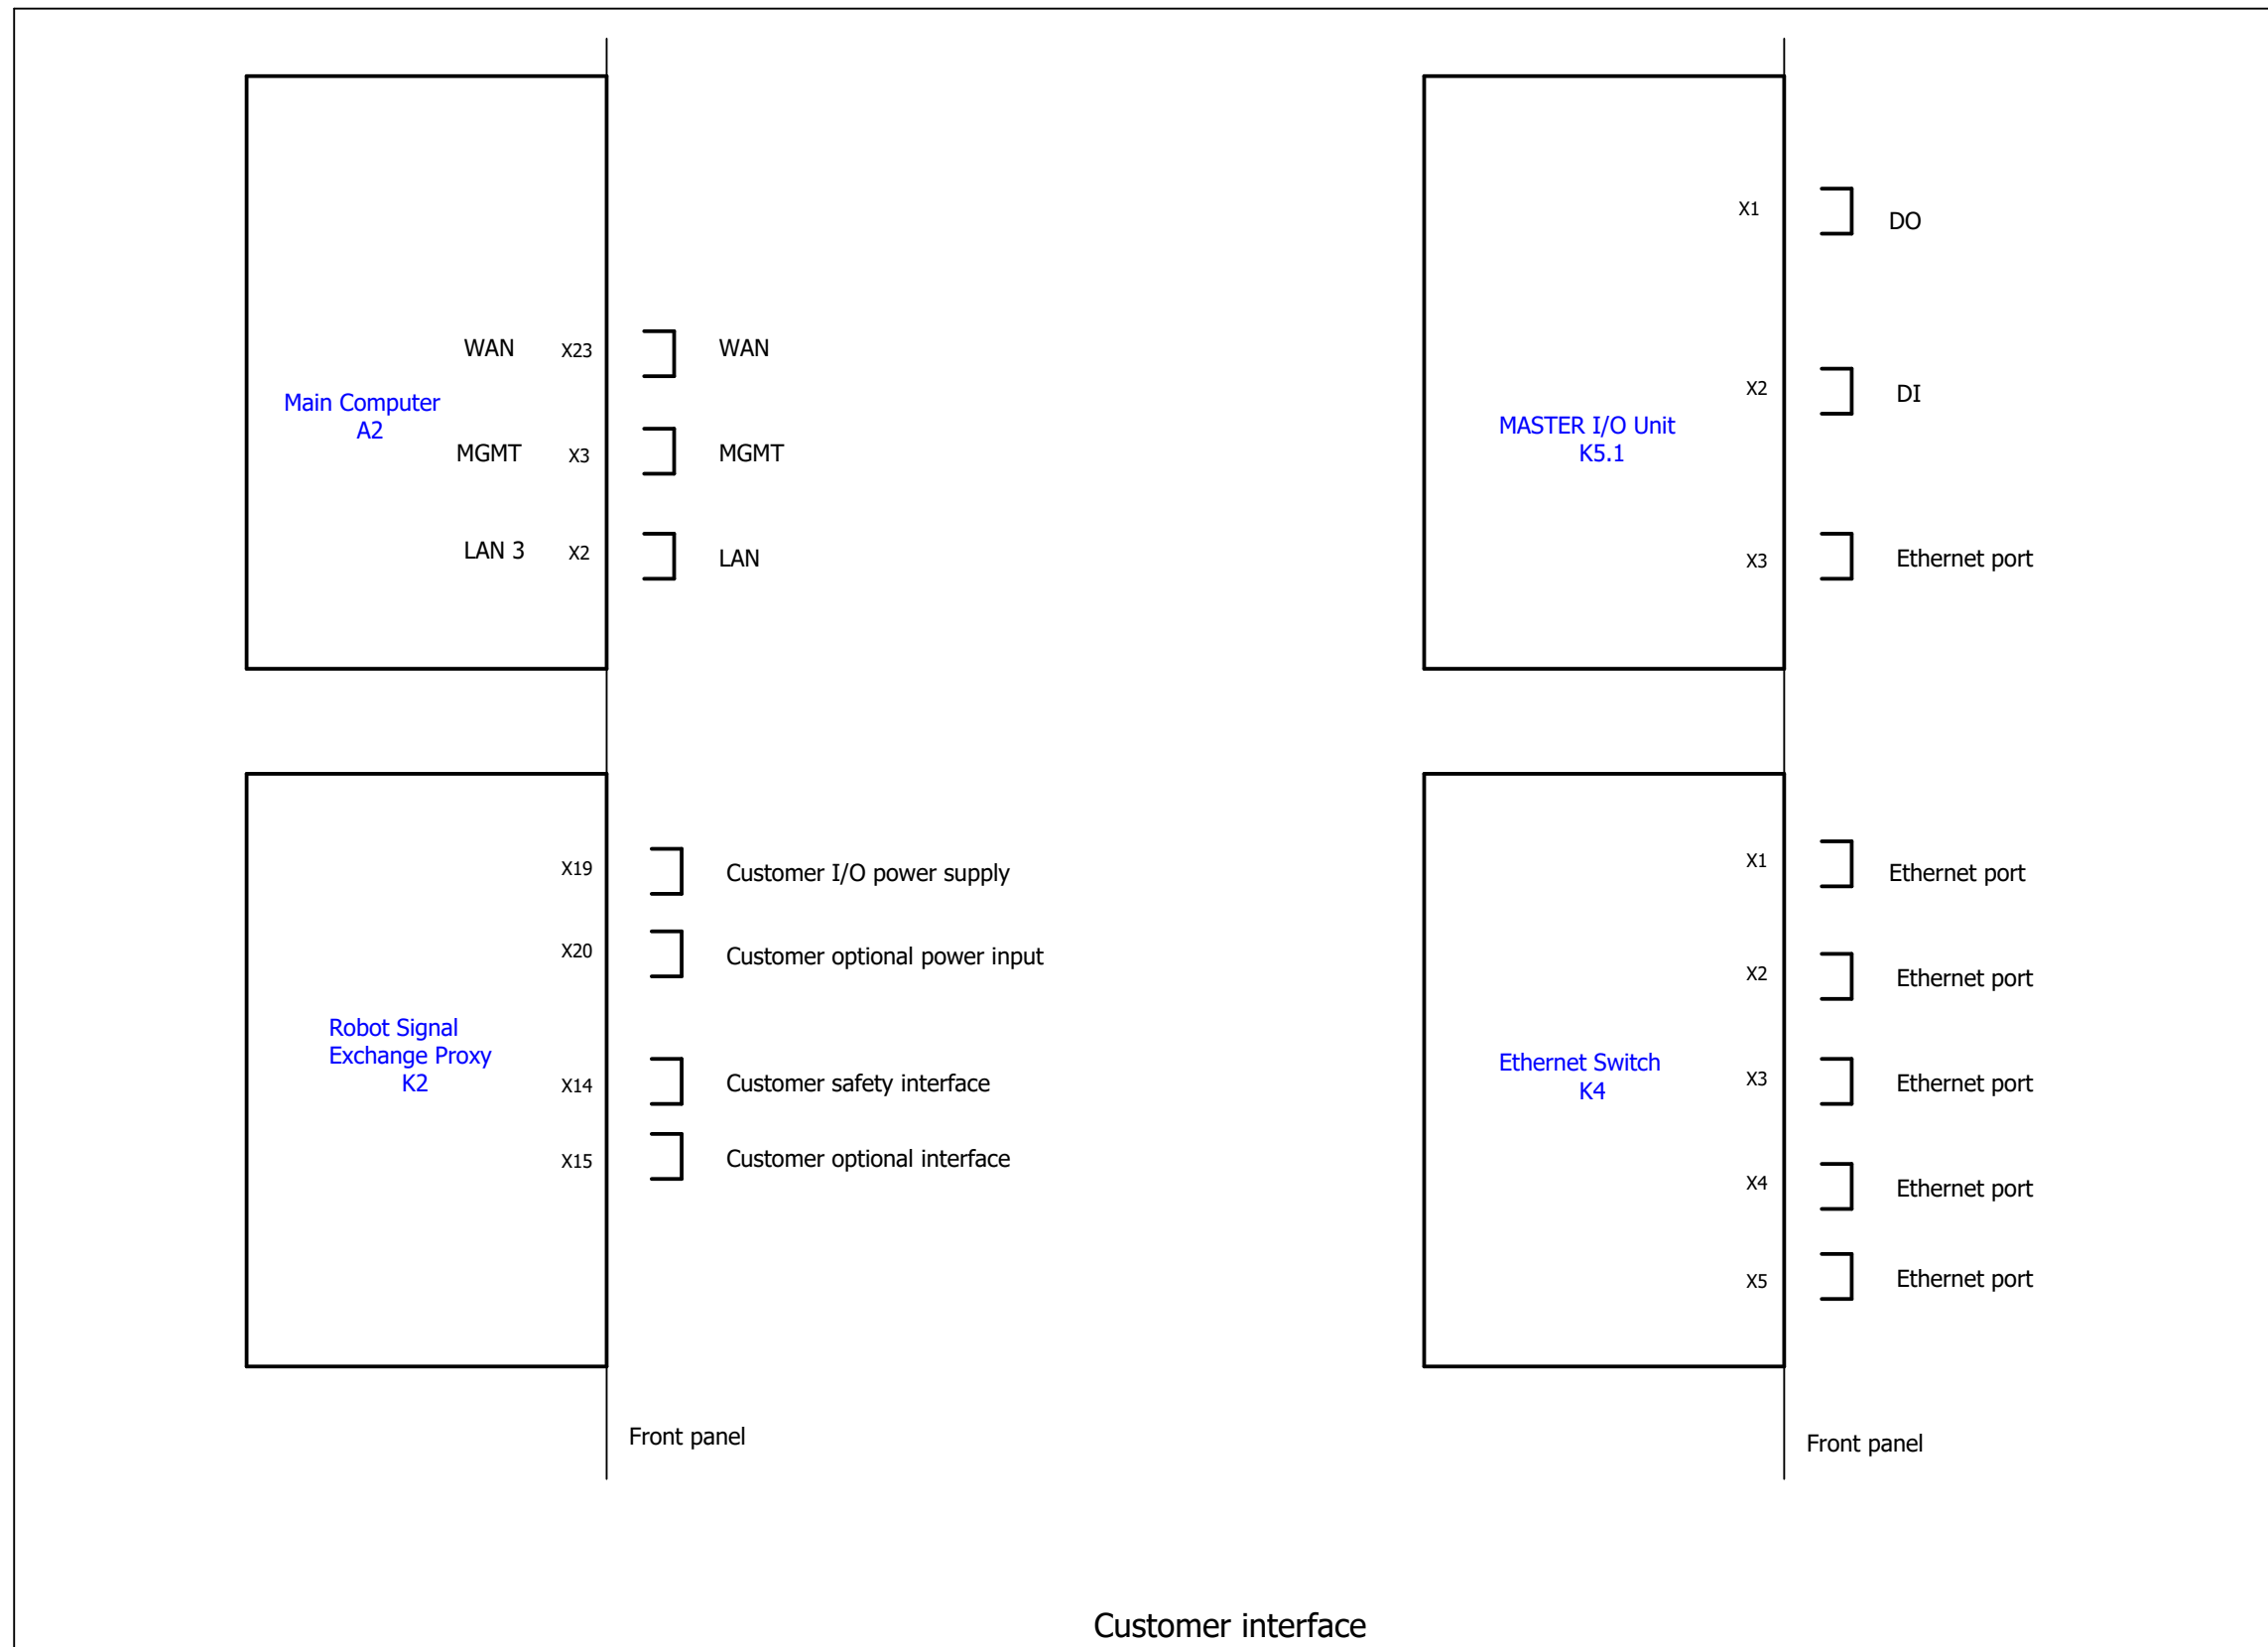 WAN X23 WAN
Main Computer
A2
MGMT X3 MGMT
LAN 3 X2 LAN
X1 DO
X2 DI
MASTER I/O Unit
K5.1
X3 Ethernet port
X19 Customer I/O power supply
X20 Customer optional power input
Robot Signal
Exchange Proxy
K2
X14 Customer safety interface
X15 Customer optional interface
Front panel
X1 Ethernet port
X2 Ethernet port
Ethernet Switch
K4
X3 Ethernet port
X4 Ethernet port
X5 Ethernet port
Front panel
Customer interface